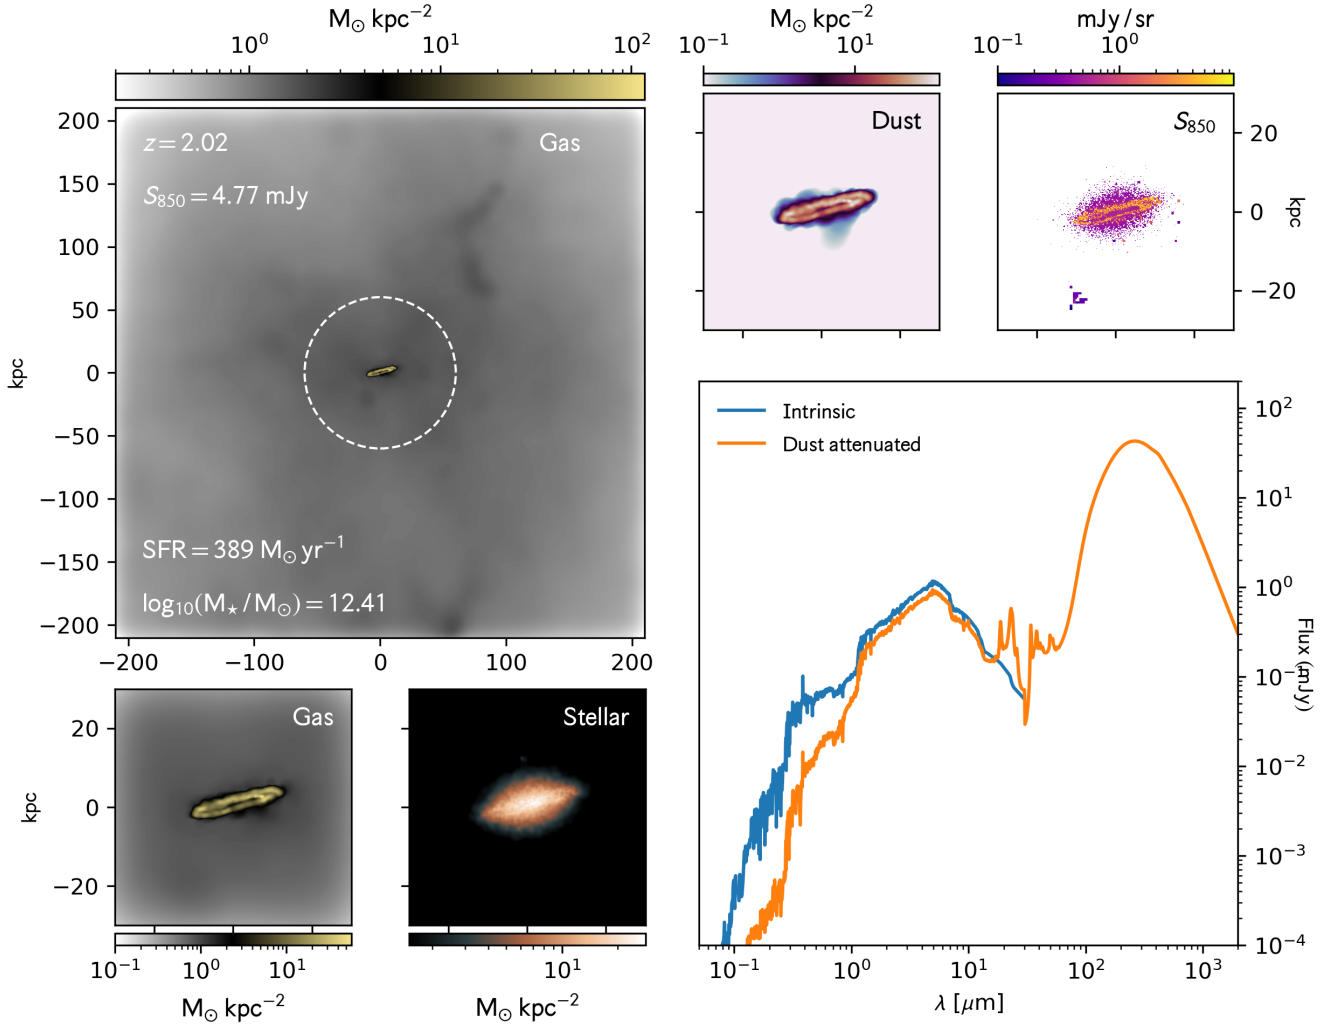 M⊙ kpc⁻²
10⁰ 10¹ 10²
200
150
100
50
0
−50
−100
−150
−200
kpc
z = 2.02
Gas
S₈₅₀ = 4.77 mJy
SFR = 389 M⊙ yr⁻¹
log₁₀(M⋆/M⊙) = 12.41
−200 −100 0 100 200
M⊙ kpc⁻²
10⁻¹ 10¹
Dust
mJy/sr
10⁻¹ 10⁰
S₈₅₀
20
0
−20
kpc
Gas
20
0
−20
kpc
10⁻¹ 10⁰ 10¹
M⊙ kpc⁻²
Stellar
10¹
M⊙ kpc⁻²
Intrinsic
Dust attenuated
10²
10¹
10⁰
10⁻¹
10⁻²
10⁻³
10⁻⁴
Flux (mJy)
10⁻¹ 10⁰ 10¹ 10² 10³
λ [μm]